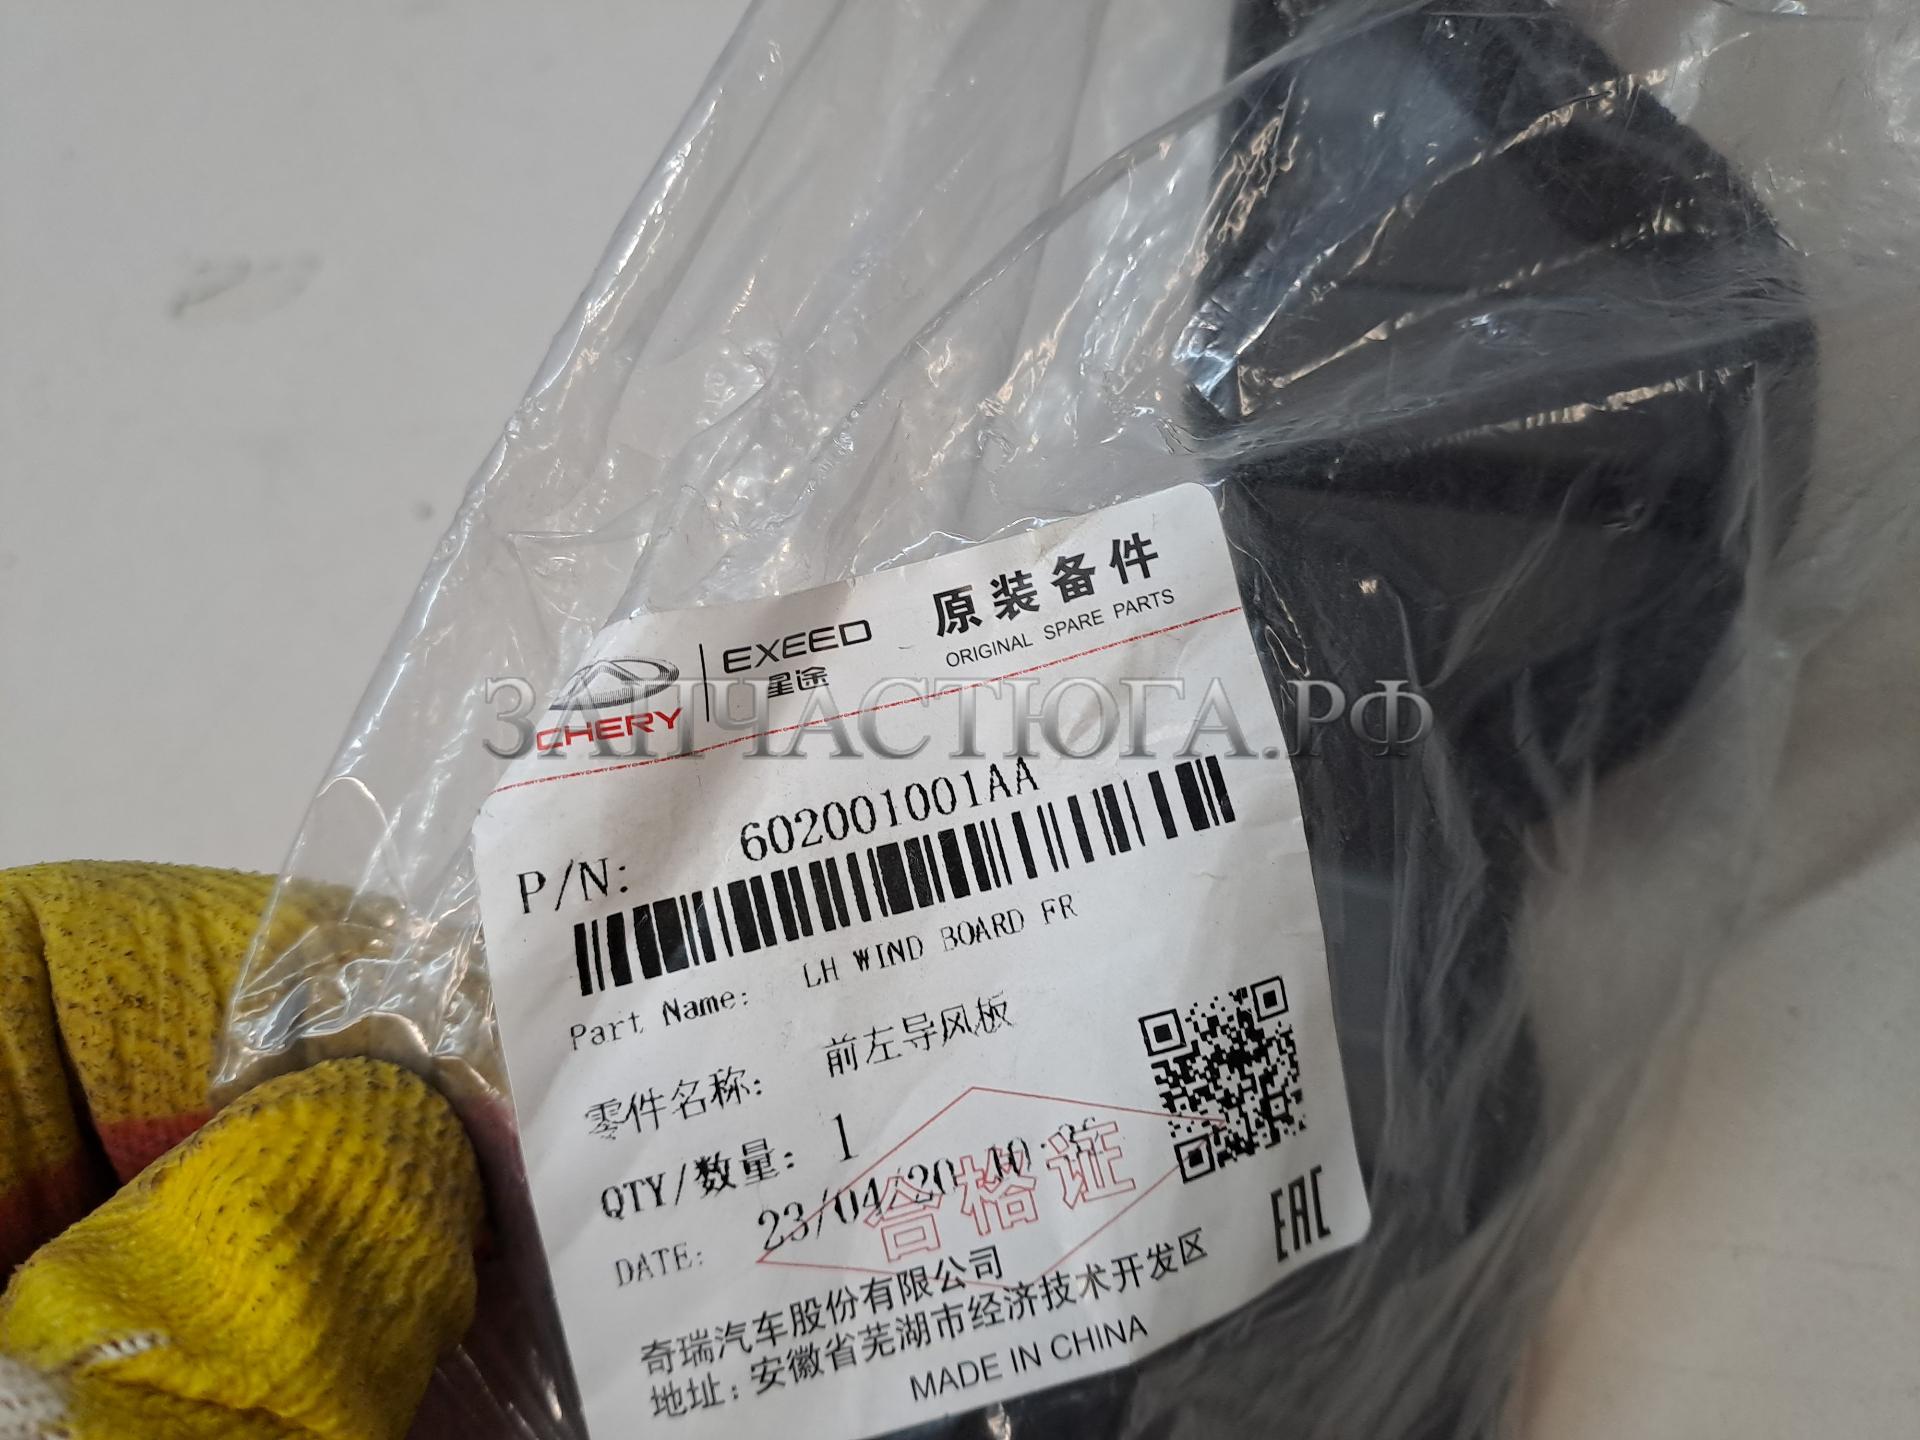 CHERY
EXEED
星途
原装备件
ORIGINAL SPARE PARTS
ЗАПЧАСТЮГА.РФ
P/N: 602001001AA
Part Name: LH WIND BOARD FR
零件名称: 前左导风板
QTY/数量: 1
DATE: 23/04/20
合格证
奇瑞汽车股份有限公司
地址: 安徽省芜湖市经济技术开发区
MADE IN CHINA
EAC